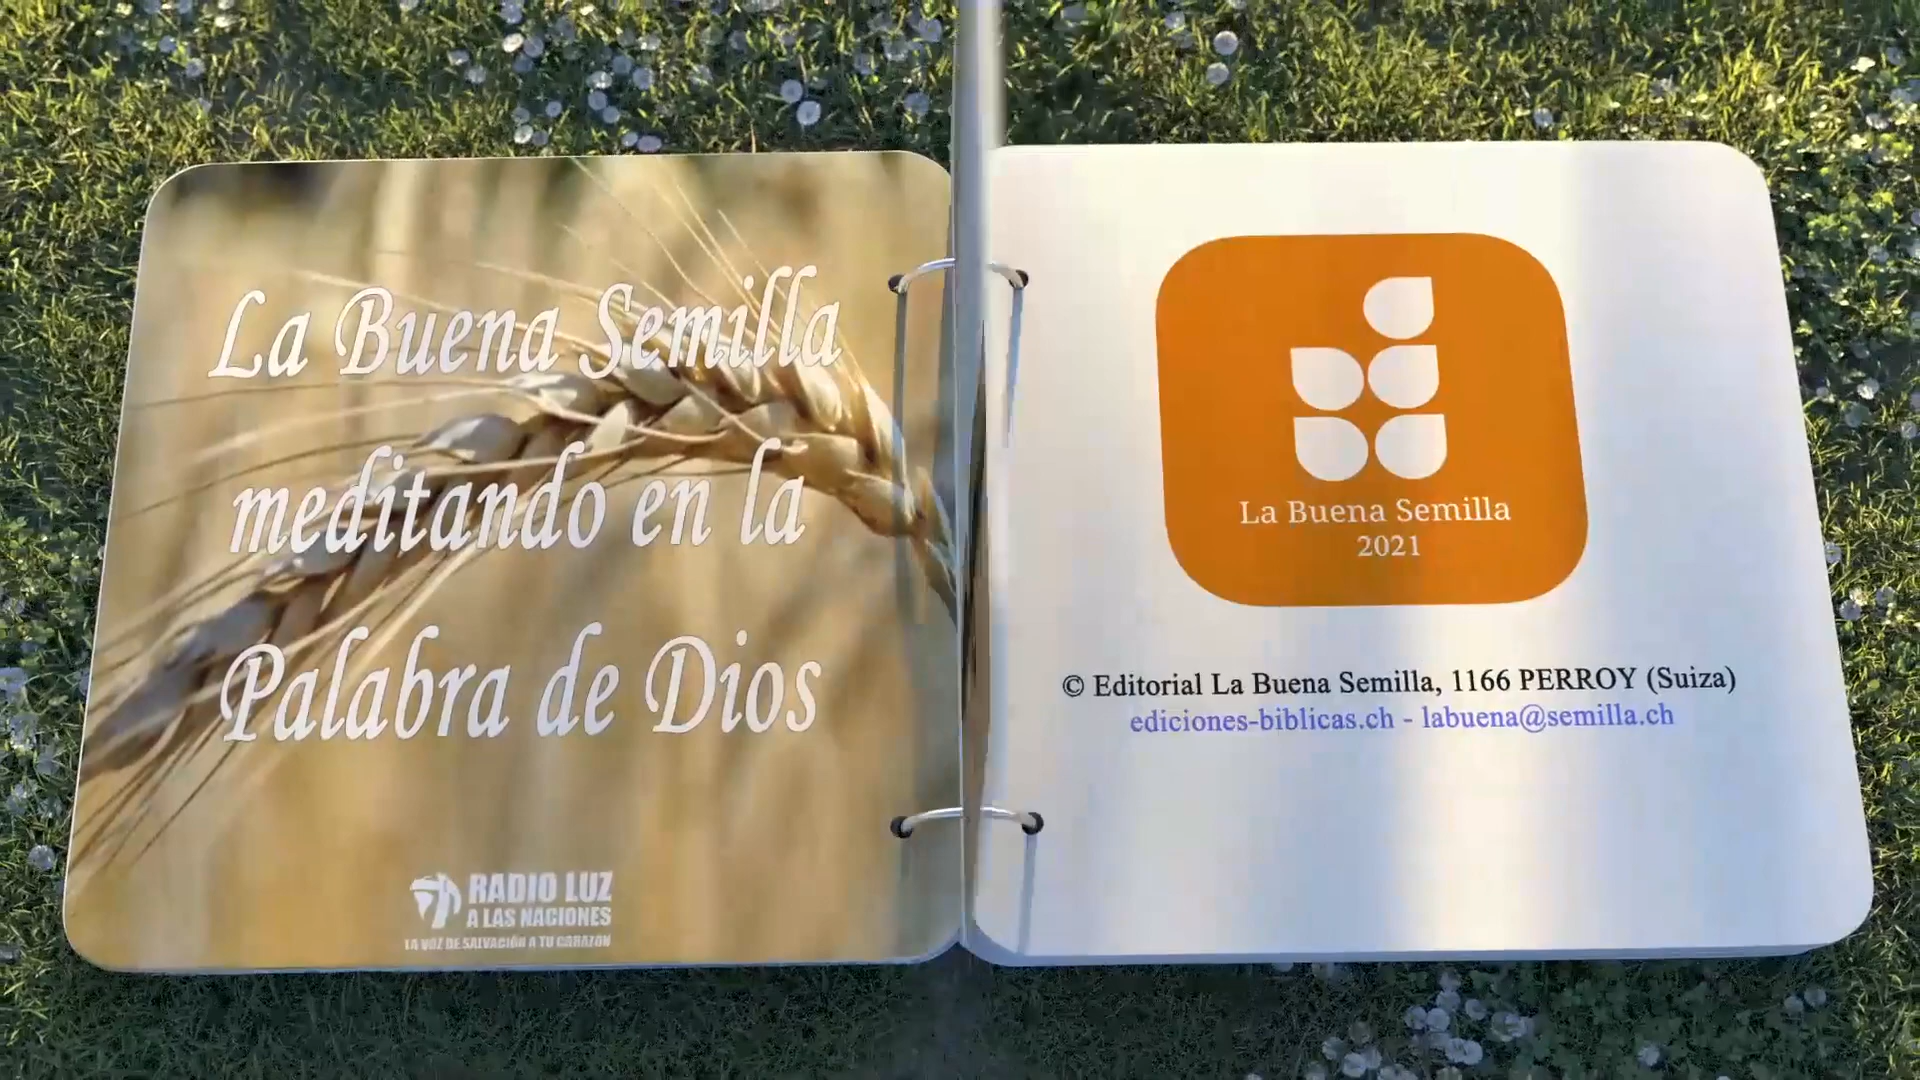 La Buena Semilla
meditando en la
Palabra de Dios
RADIO LUZ
A LAS NACIONES
LA VOZ DE SALVACIÓN A TU CORAZÓN
La Buena Semilla
2021
© Editorial La Buena Semilla, 1166 PERROY (Suiza)
ediciones-biblicas.ch - labuena@semilla.ch